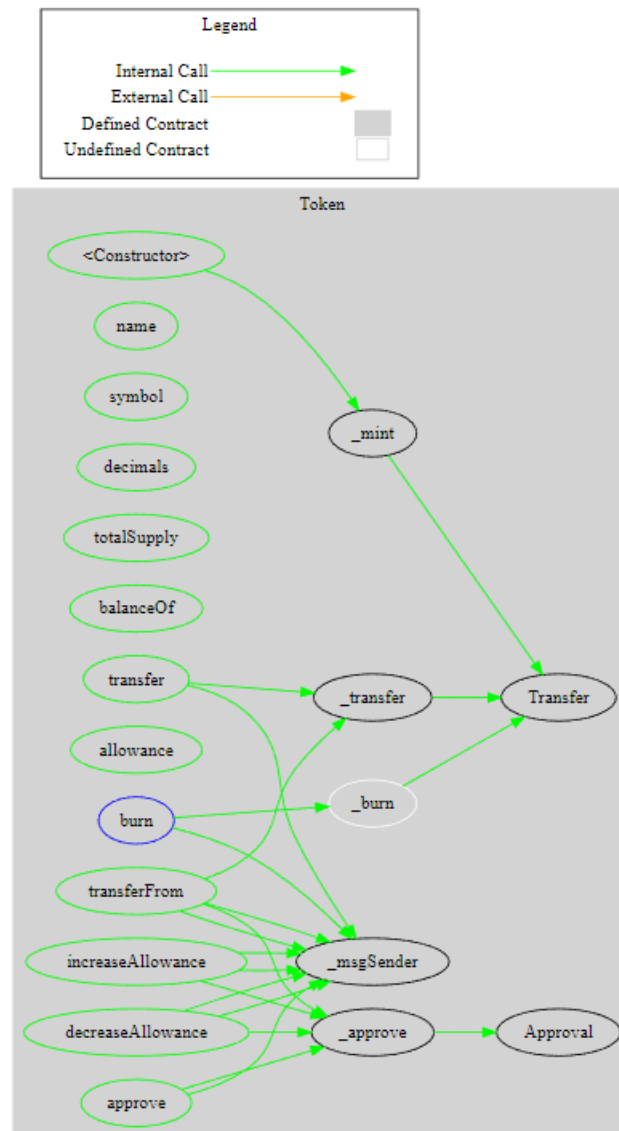 Legend
Internal Call
External Call
Defined Contract
Undefined Contract
Token
<Constructor>
name
_mint
symbol
decimals
totalSupply
balanceOf
transfer
_transfer
Transfer
allowance
burn
_burn
transferFrom
increaseAllowance
_msgSender
decreaseAllowance
_approve
Approval
approve